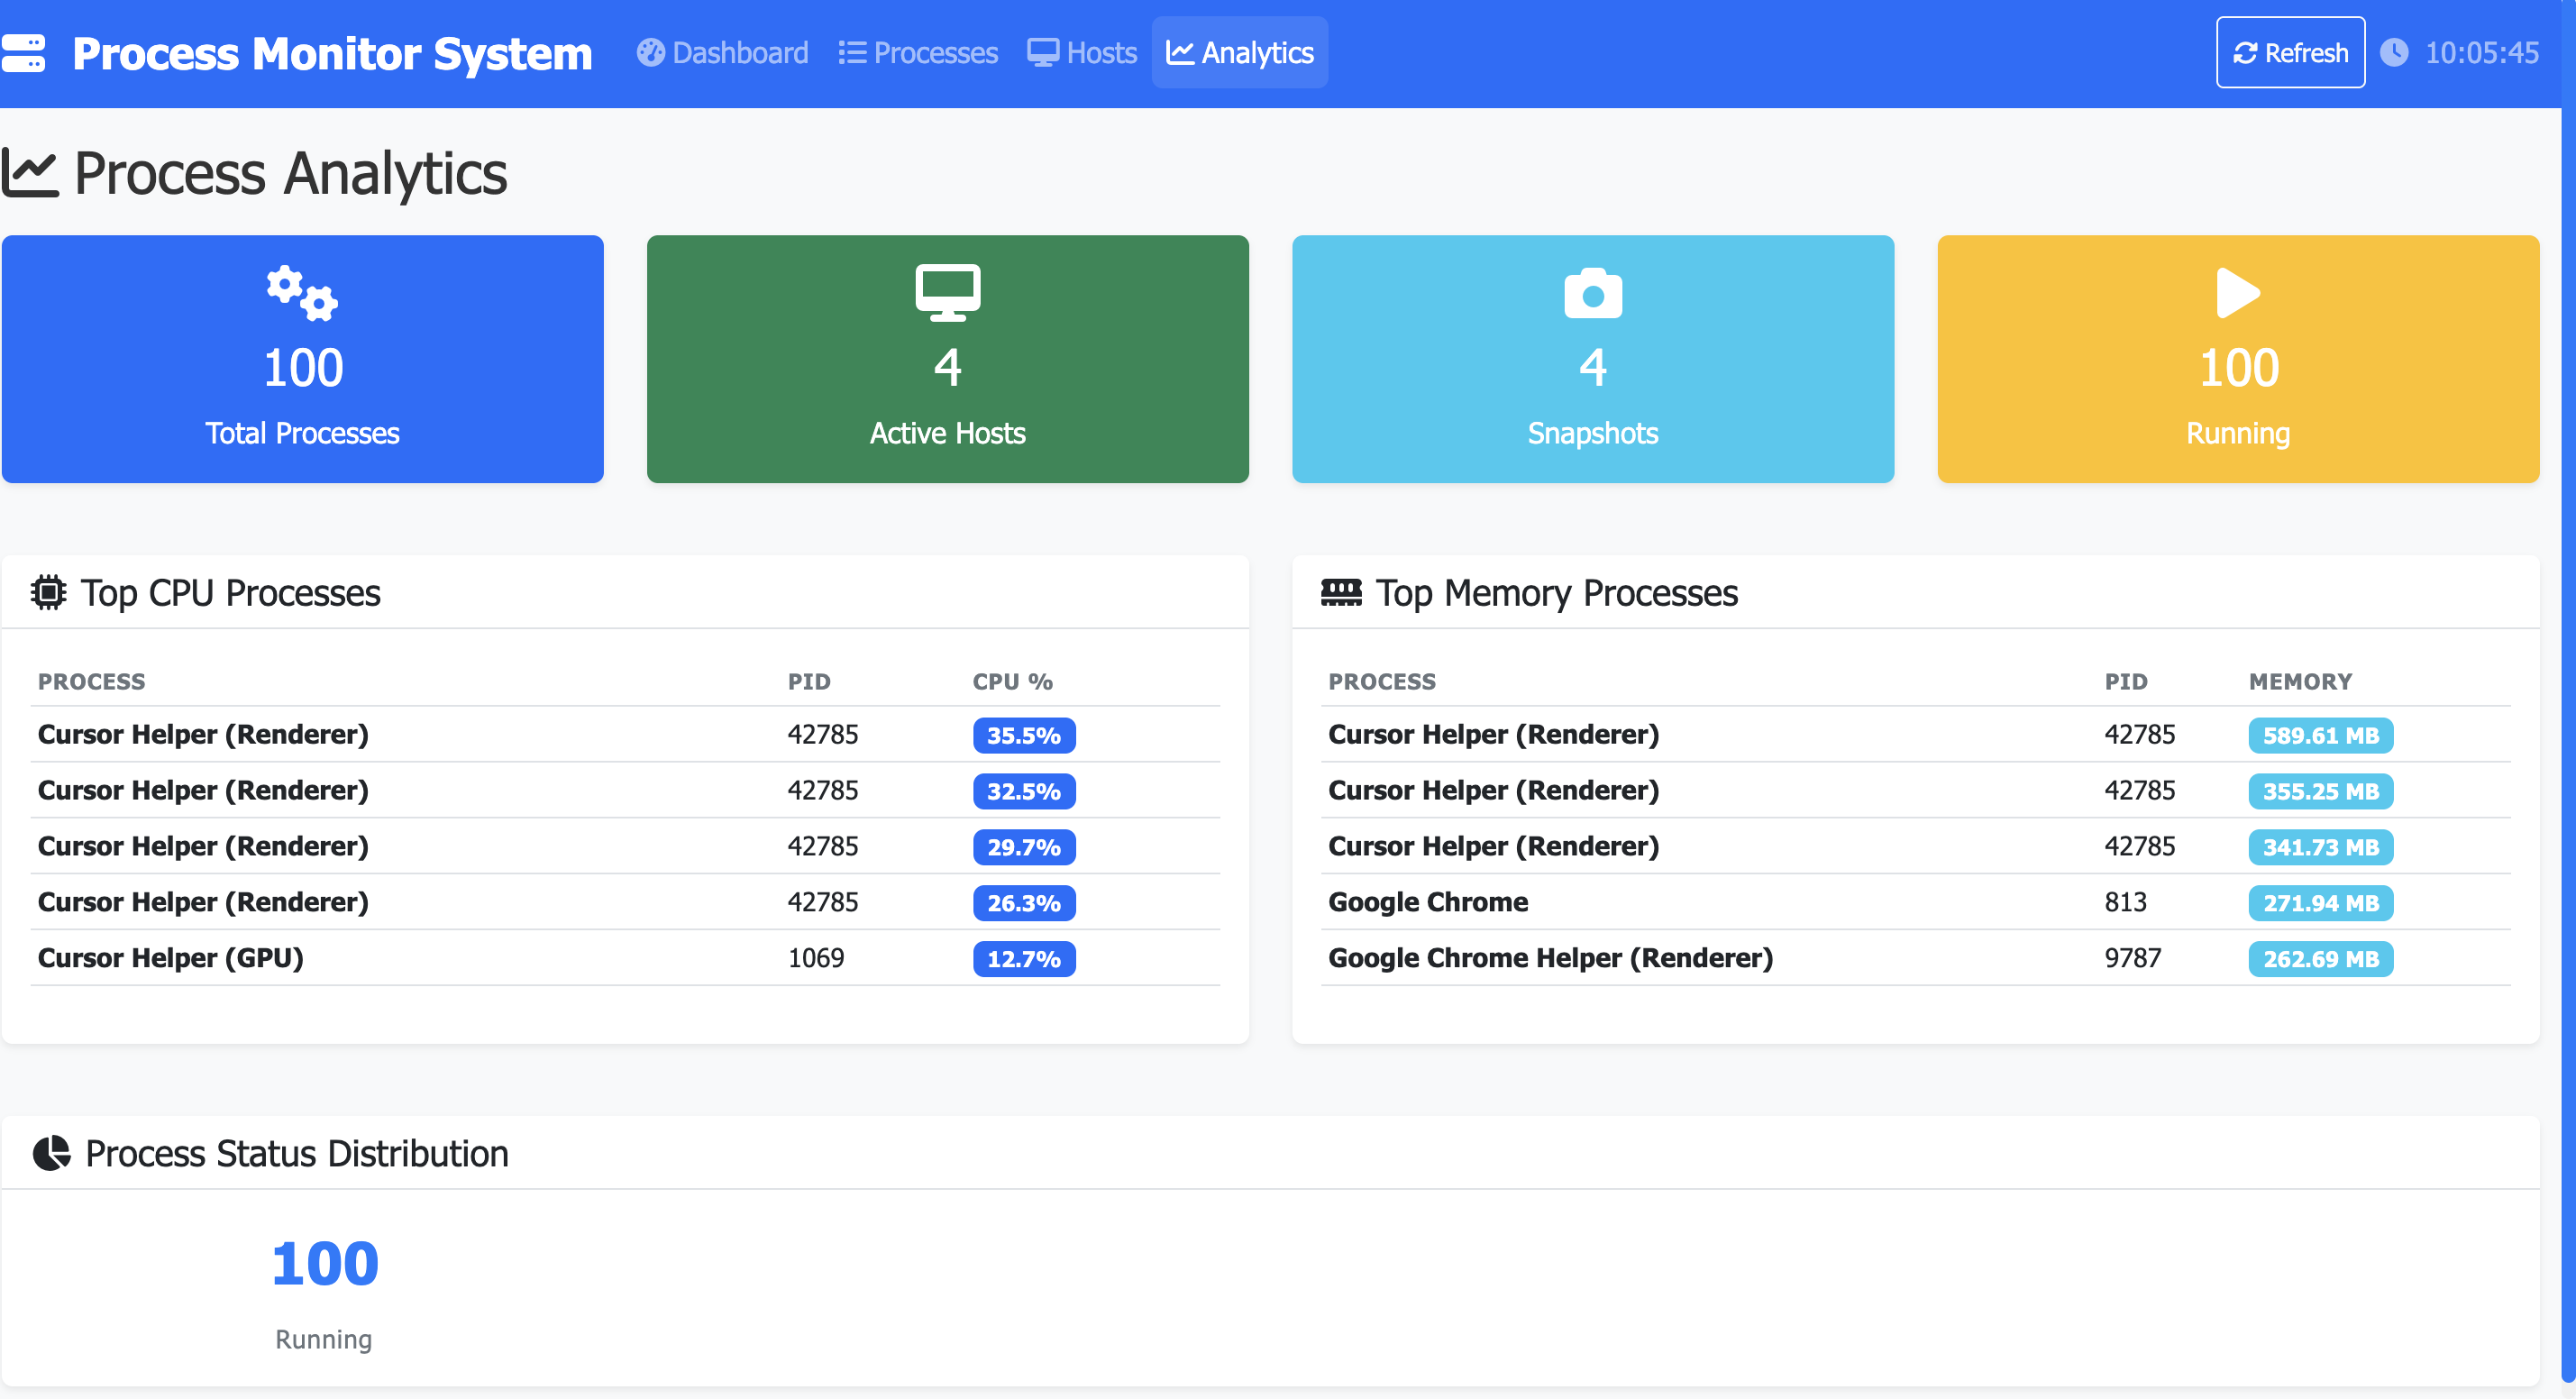 Process Monitor System Dashboard Processes Hosts Analytics Refresh 10:05:45
Process Analytics
100
Total Processes
4
Active Hosts
4
Snapshots
100
Running
Top CPU Processes
PROCESS PID CPU %
Cursor Helper (Renderer) 42785 35.5%
Cursor Helper (Renderer) 42785 32.5%
Cursor Helper (Renderer) 42785 29.7%
Cursor Helper (Renderer) 42785 26.3%
Cursor Helper (GPU) 1069 12.7%
Top Memory Processes
PROCESS PID MEMORY
Cursor Helper (Renderer) 42785 589.61 MB
Cursor Helper (Renderer) 42785 355.25 MB
Cursor Helper (Renderer) 42785 341.73 MB
Google Chrome 813 271.94 MB
Google Chrome Helper (Renderer) 9787 262.69 MB
Process Status Distribution
100
Running